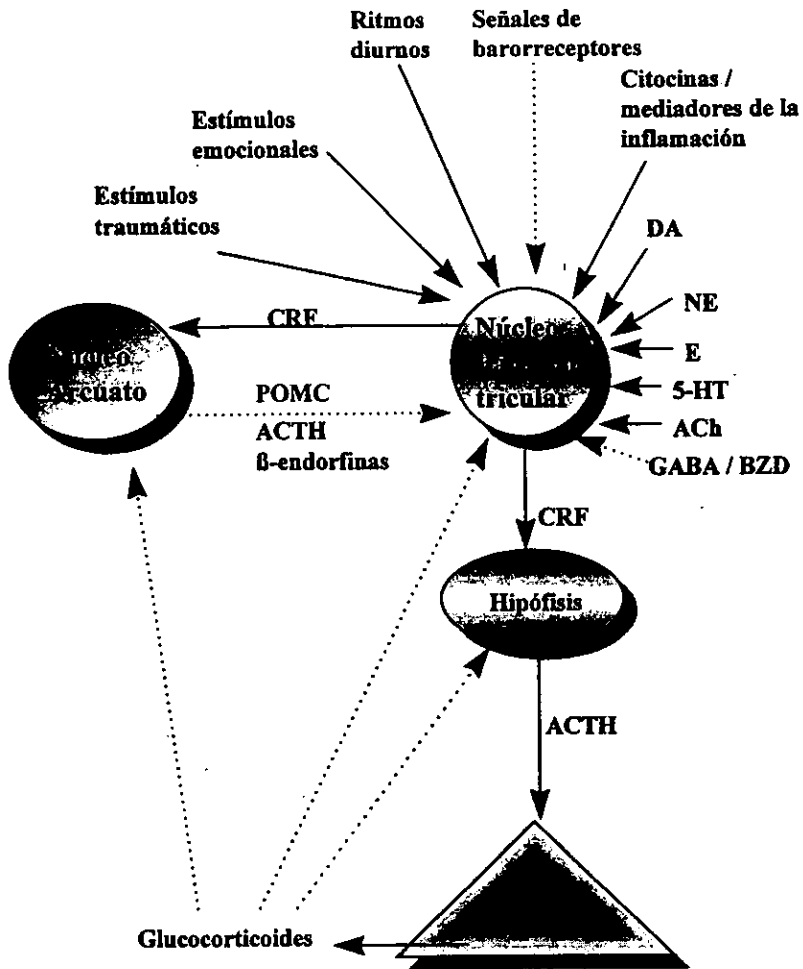 Ritmos
diurnos
Señales de
barorreceptores
Citocinas /
mediadores de la
inflamación
Estímulos
emocionales
Estímulos
traumáticos
DA
NE
E
5-HT
ACh
GABA / BZD
CRF
Núcleo
tricular
Arcuato
POMC
ACTH
ß-endorfinas
CRF
Hipófisis
ACTH
Glucocorticoides